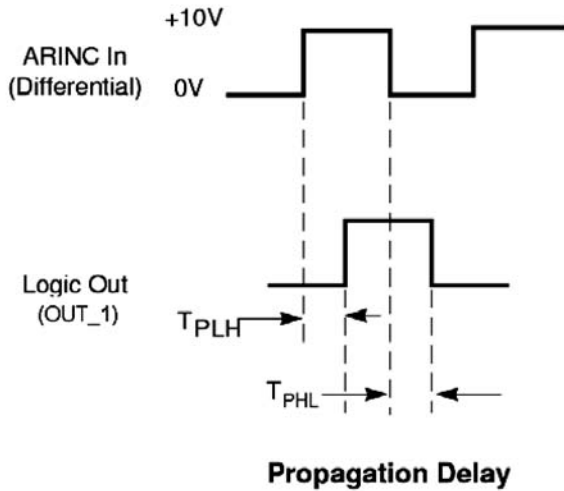 +10V
ARINC In
(Differential)
0V
Logic Out
(OUT_1)
TPLH
TPHL
Propagation Delay